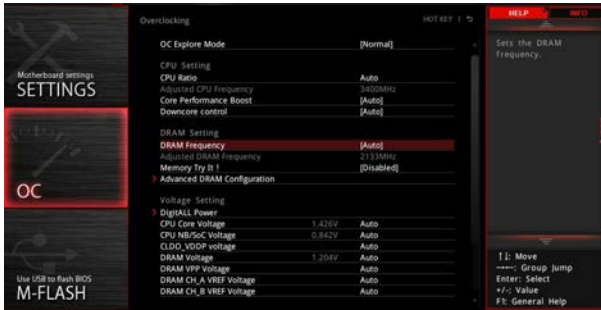 Overclocking
HOT KEY |
HELP
INFO
OC Explore Mode [Normal]
CPU Setting
CPU Ratio Auto
Adjusted CPU Frequency 3400MHz
Core Performance Boost [Auto]
Downcore control [Auto]
DRAM Setting
DRAM Frequency [Auto]
Adjusted DRAM Frequency 2133MHz
Memory Try It ! [Disabled]
Advanced DRAM Configuration
Voltage Setting
DigitALL Power
CPU Core Voltage 1.426V Auto
CPU NB/SoC Voltage 0.842V Auto
CLDO_VDDP voltage Auto
DRAM Voltage 1.204V Auto
DRAM VPP Voltage Auto
DRAM CH_A VREF Voltage Auto
DRAM CH_B VREF Voltage Auto
Motherboard settings
SETTINGS
OC
Use USB to flash BIOS
M-FLASH
Sets the DRAM
frequency.
↑↓: Move
→←: Group Jump
Enter: Select
+/-: Value
F1: General Help